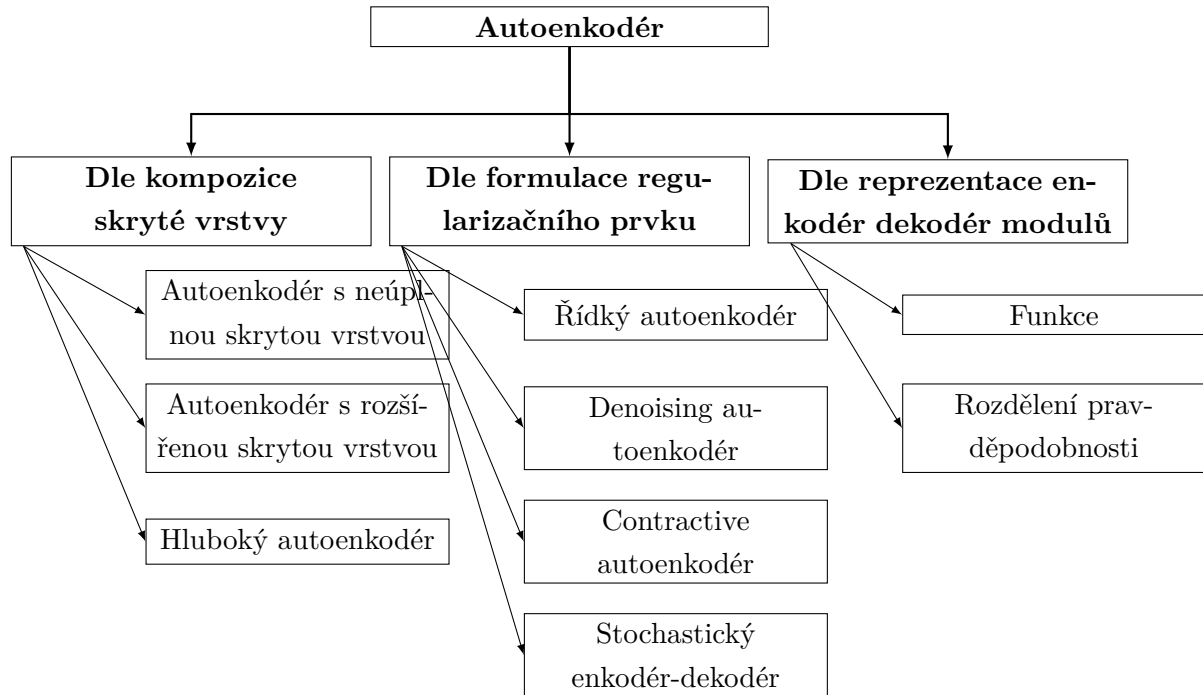 Autoenkodér
Dle kompozice
skryté vrstvy
Dle formulace regu-
larizačního prvku
Dle reprezentace en-
kodér dekodér modulů
Autoenkodér s neúpl-
nou skrytou vrstvou
Autoenkodér s rozší-
řenou skrytou vrstvou
Hluboký autoenkodér
Řídký autoenkodér
Denoising au-
toenkodér
Contractive
autoenkodér
Stochastický
enkodér-dekodér
Funkce
Rozdělení prav-
děpodobnosti